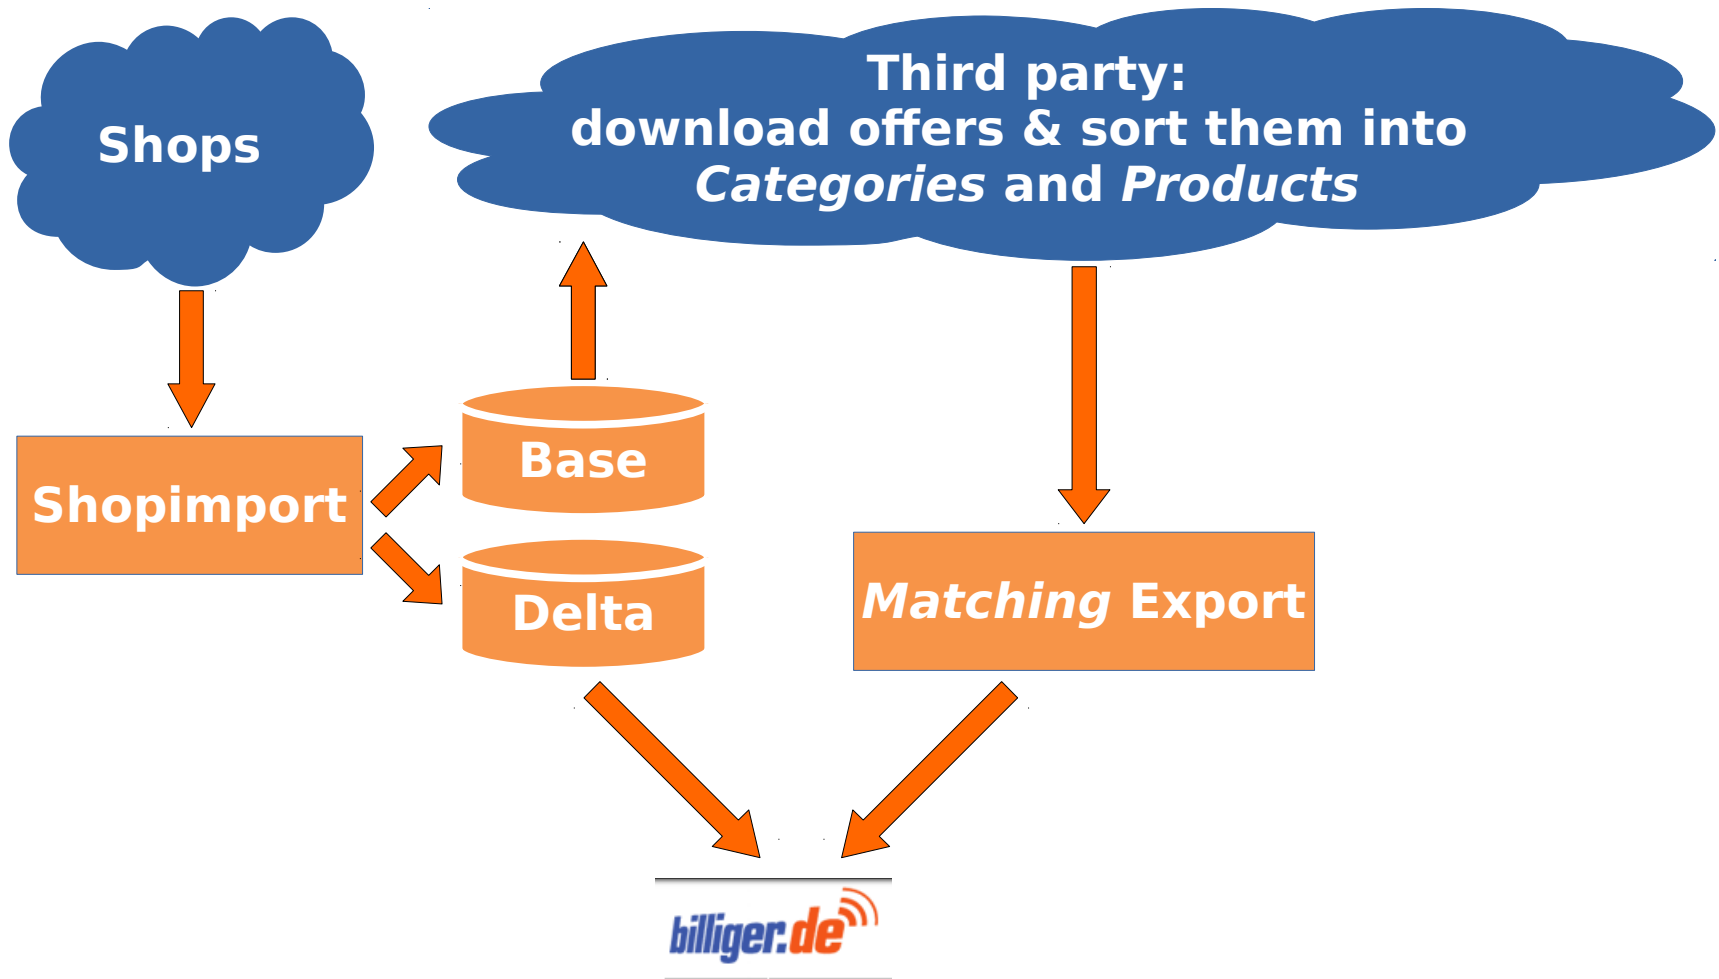 Shops
Third party:
download offers & sort them into
Categories and Products
Shopimport
Base
Delta
Matching Export
billiger.de